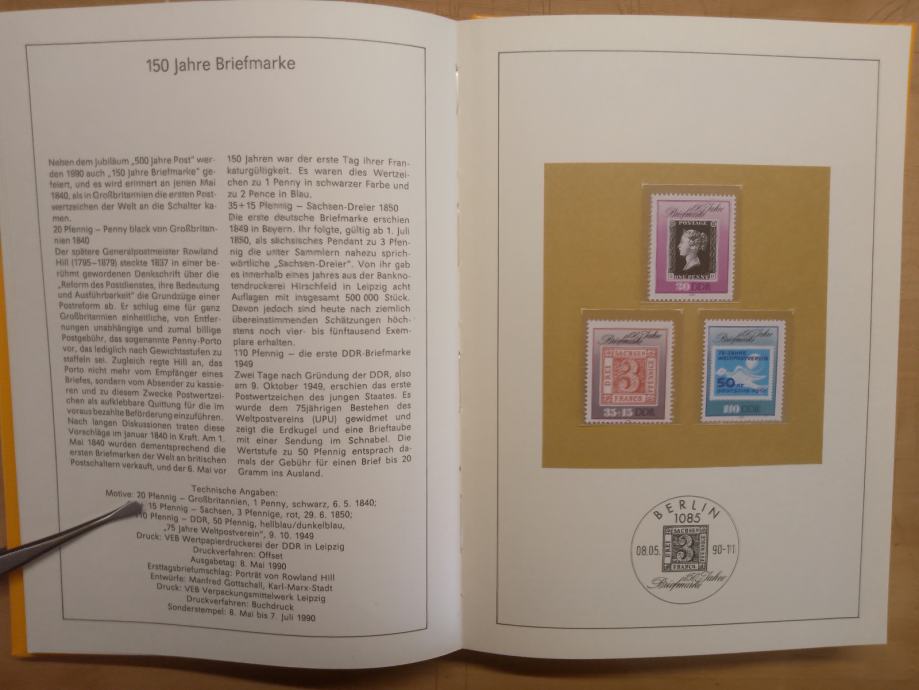 150 Jahre Briefmarke
Neben dem Jubiläum „500 Jahre Post" wer-
den 1990 auch „150 Jahre Briefmarke" ge-
feiert, und es wird erinnert an jenen Mai
1840, als in Großbritannien die ersten Post-
wertzeichen der Welt an die Schalter ka-
men.
20 Pfennig – Penny black von Großbritan-
nien 1840
Der spätere Generalpostmeister Rowland
Hill (1795–1879) steckte 1837 in einer be-
rühmt gewordenen Denkschrift über die
„Reform des Postdienstes, ihre Bedeutung
und Ausführbarkeit" die Grundzüge einer
Postreform ab. Er schlug eine für ganz
Großbritannien einheitliche, von Entfer-
nungen unabhängige und zumal billige
Postgebühr, das sogenannte Penny-Porto
vor, das lediglich nach Gewichtsstufen zu
staffeln sei. Zugleich regte Hill an, das
Porto nicht mehr vom Empfänger eines
Briefes, sondern vom Absender zu kassie-
ren und zu diesem Zwecke Postwertzei-
chen als aufklebbare Quittung für die im
voraus bezahlte Beförderung einzuführen.
Nach langen Diskussionen traten diese
Vorschläge im Januar 1840 in Kraft. Am 1.
Mai 1840 wurden dementsprechend die
ersten Briefmarken der Welt an britischen
Postschaltern verkauft, und der 6. Mai vor
150 Jahren war der erste Tag ihrer Fran-
katurgültigkeit. Es waren dies Wertzei-
chen zu 1 Penny in schwarzer Farbe und
zu 2 Pence in Blau.
35+15 Pfennig – Sachsen-Dreier 1850
Die erste deutsche Briefmarke erschien
1849 in Bayern. Ihr folgte, gültig ab 1. Juli
1850, als sächsisches Pendant zu 3 Pfen-
nig die unter Sammlern nahezu sprich-
wörtliche „Sachsen-Dreier". Von ihr gab
es innerhalb eines Jahres aus der Bankno-
tendruckerei Hirschfeld in Leipzig acht
Auflagen mit insgesamt 500 000 Stück.
Davon jedoch sind heute nach ziemlich
übereinstimmenden Schätzungen höch-
stens noch vier- bis fünftausend Exem-
plare erhalten.
110 Pfennig – die erste DDR-Briefmarke
1949
Zwei Tage nach Gründung der DDR, also
am 9. Oktober 1949, erschien das erste
Postwertzeichen des jungen Staates. Es
wurde dem 75jährigen Bestehen des
Weltpostvereins (UPU) gewidmet und
zeigt die Erdkugel und eine Brieftaube
mit einer Sendung im Schnabel. Die
Wertstufe zu 50 Pfennig entsprach da-
mals der Gebühr für einen Brief bis 20
Gramm ins Ausland.
Technische Angaben:
Motive: 20 Pfennig – Großbritannien, 1 Penny, schwarz, 6. 5. 1840;
15 Pfennig – Sachsen, 3 Pfennige, rot, 29. 6. 1850;
110 Pfennig – DDR, 50 Pfennig, hellblau/dunkelblau,
„75 Jahre Weltpostverein", 9. 10. 1949
Druck: VEB Wertpapierdruckerei der DDR in Leipzig
Druckverfahren: Offset
Ausgabetag: 8. Mai 1990
Ersttagsbriefumschlag: Porträt von Rowland Hill
Entwürfe: Manfred Gottschall, Karl-Marx-Stadt
Druck: VEB Verpackungsmittelwerk Leipzig
Druckverfahren: Buchdruck
Sonderstempel: 8. Mai bis 7. Juli 1990
150 Jahre
Briefmarke
POSTAGE
ONE PENNY
20 DDR
150 Jahre
Briefmarke
SACHSEN
DREI
3
PFENNIGE
FRANCO
35+15 DDR
150 Jahre
Briefmarke
75 JAHRE
WELTPOSTVEREIN
50
DEUTSCHE POST
110 DDR
BERLIN
1085
SACHSEN
DREI
3
PFENNIGE
FRANCO
08.05. 90-11
150 Jahre
Briefmarke